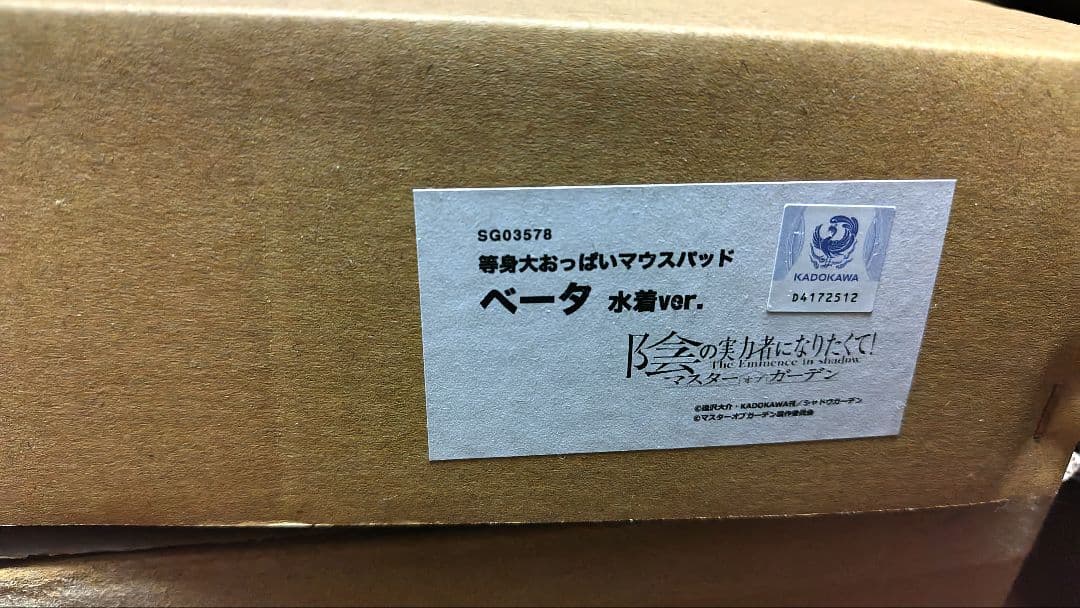 SG03578
等身大おっぱいマウスパッド
ベータ 水着ver.
KADOKAWA
D4172512
陰の実力者になりたくて!
The Eminence in shadow
マスターオブガーデン
©逢沢大介・KADOKAWA刊/シャドウガーデン
©マスターオブガーデン製作委員会